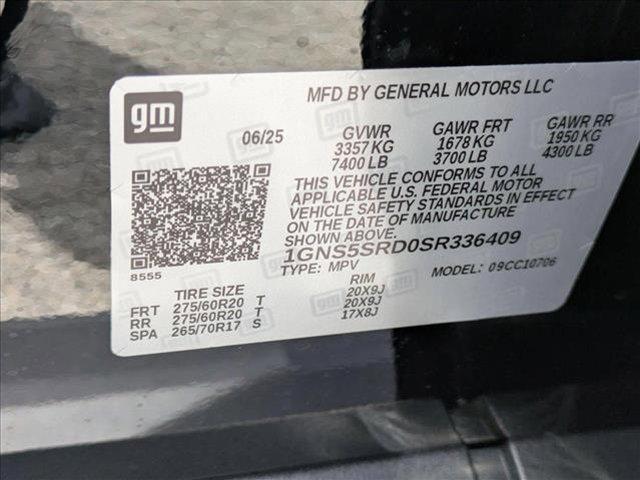 MFD BY GENERAL MOTORS LLC
gm
06/25
GVWR GAWR FRT GAWR RR
3357 KG 1678 KG 1950 KG
7400 LB 3700 LB 4300 LB
THIS VEHICLE CONFORMS TO ALL
APPLICABLE U.S. FEDERAL MOTOR
VEHICLE SAFETY STANDARDS IN EFFECT
ON THE DATE OF MANUFACTURE
SHOWN ABOVE.
1GNS5SRD0SR336409
8555
TYPE: MPV MODEL: 09CC10706
TIRE SIZE RIM
FRT 275/60R20 T 20X9J
RR 275/60R20 T 20X9J
SPA 265/70R17 S 17X8J